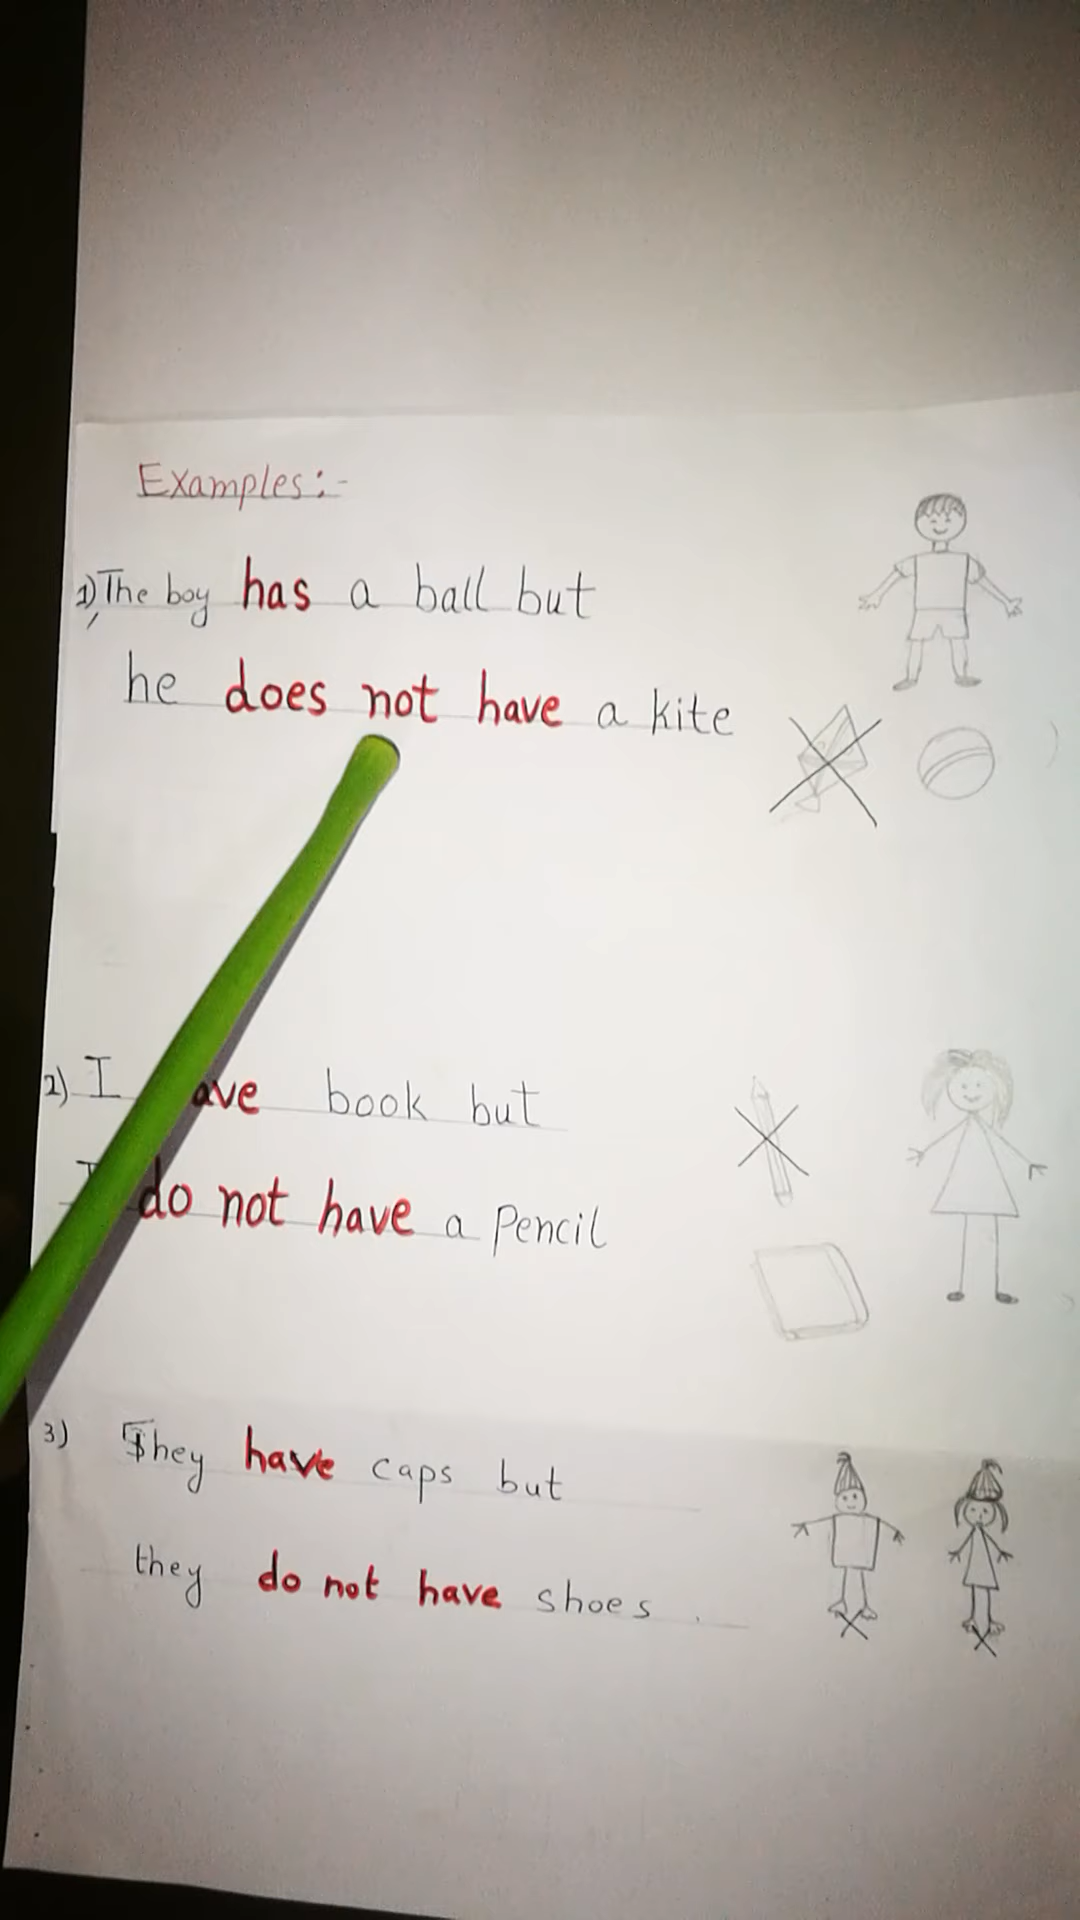 Examples:-
1) The boy has a ball but
he does not have a kite
2) I ave book but
do not have a pencil
3) They have caps but
they do not have shoes .